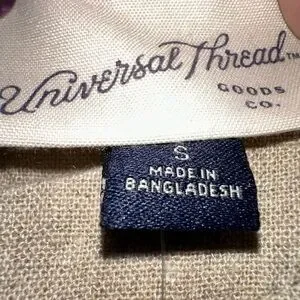 Universal Thread™
GOODS
CO.
S
MADE IN
BANGLADESH